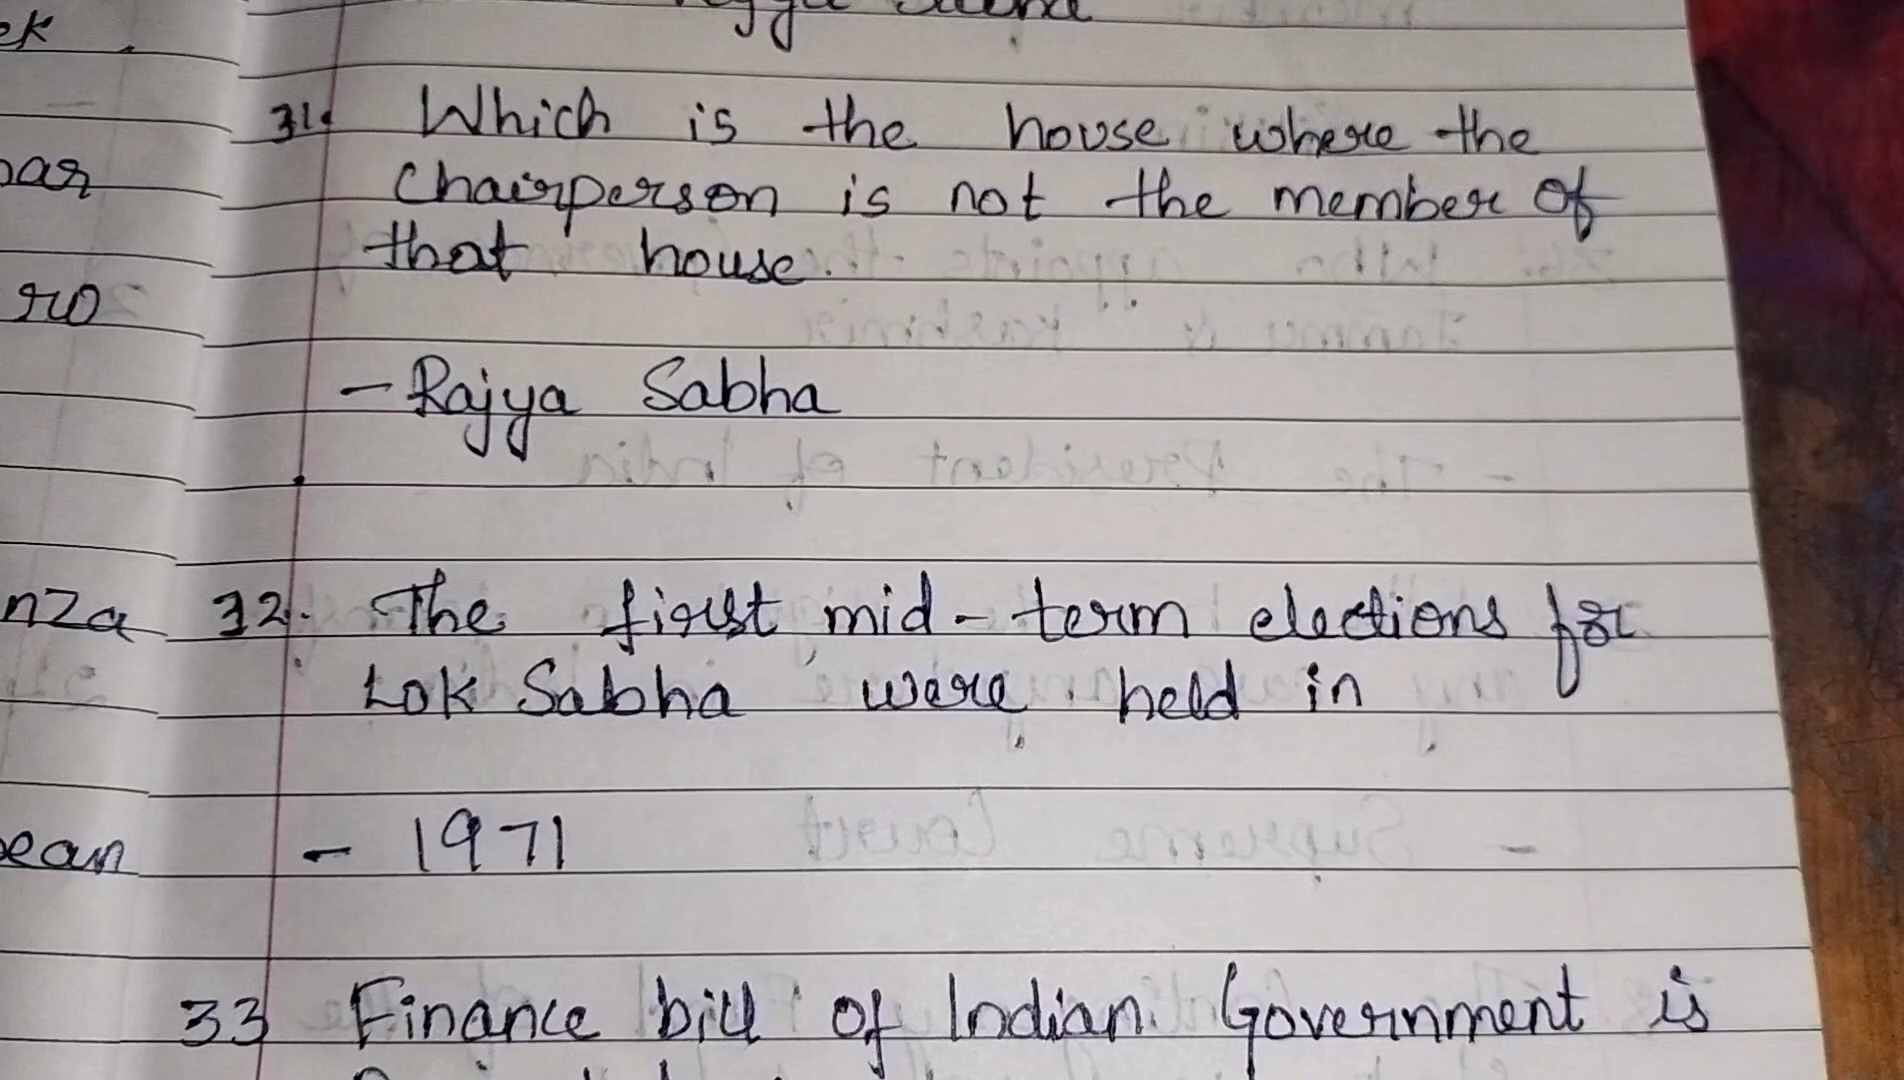 ek.
31. Which is the house where the
Chairperson is not the member of
that house.
- Rajya Sabha
32. The first mid-term elections for
Lok Sabha were held in
- 1971
33 Finance bill of Indian Government is